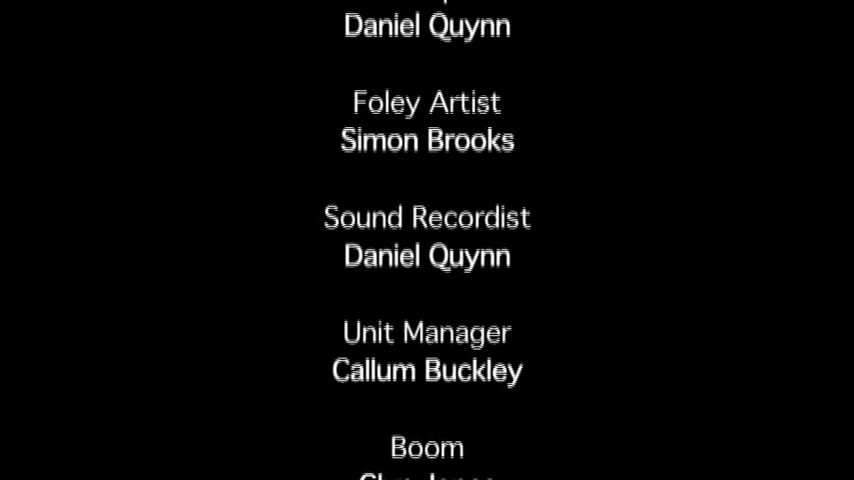 Daniel Quynn
Foley Artist
Simon Brooks
Sound Recordist
Daniel Quynn
Unit Manager
Callum Buckley
Boom